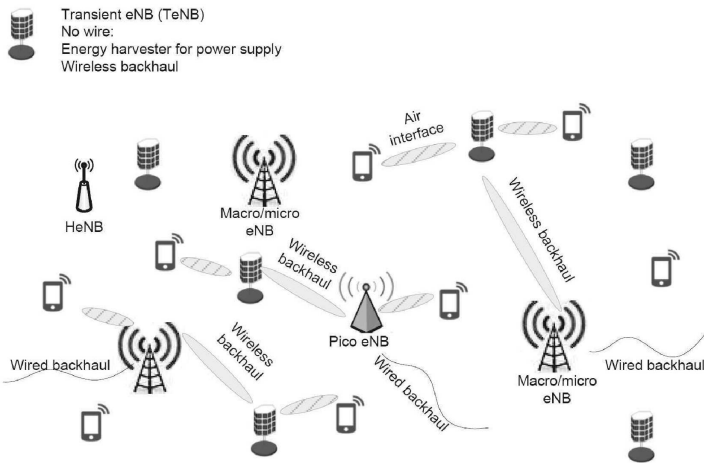 Transient eNB (TeNB)
No wire:
Energy harvester for power supply
Wireless backhaul
Air
interface
HeNB
Macro/micro
eNB
Wireless backhaul
Wireless
backhaul
Pico eNB
Wireless
backhaul
Wired backhaul
Wired backhaul
Macro/micro
eNB
Wired backhaul